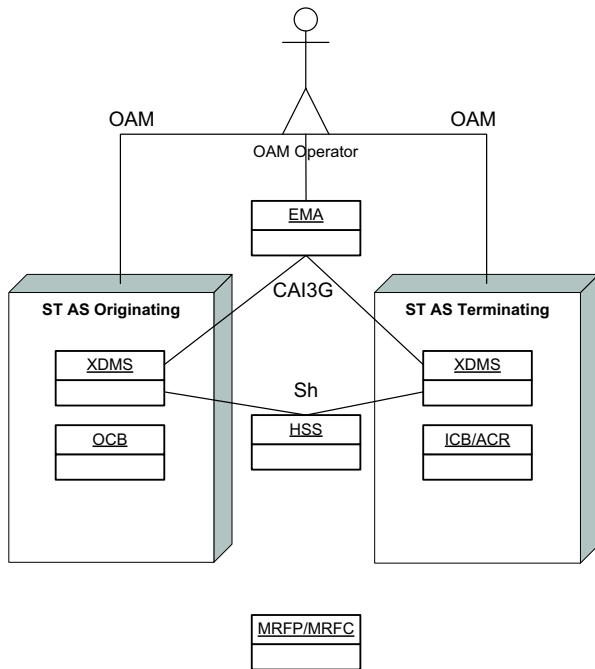 OAM
OAM
OAM Operator
EMA
ST AS Originating
CAI3G
ST AS Terminating
XDMS
XDMS
Sh
OCB
HSS
ICB/ACR
MRFP/MRFC